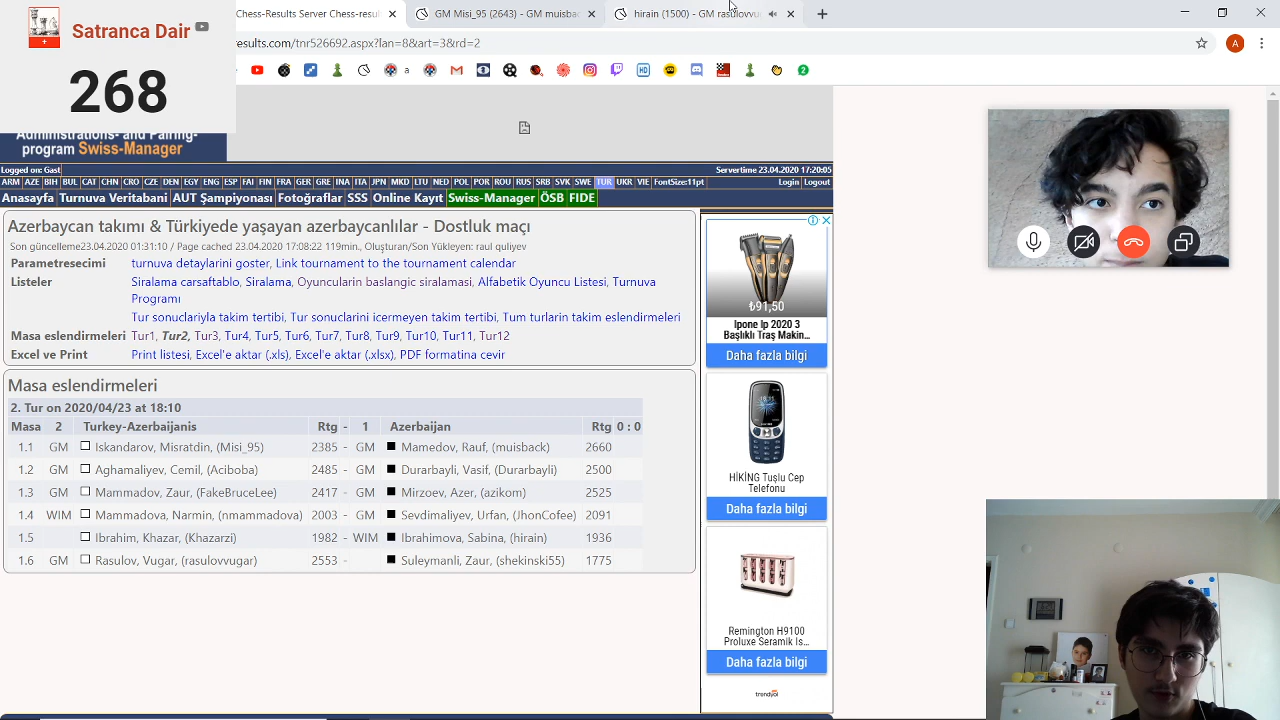 Satranca Dair
268
Chess-Results Server Chess-resul
GM Misi_95 (2643) - GM muisbac
hirain (1500) - GM rasulovvu
esults.com/tnr526692.aspx?lan=8&art=3&rd=2
a
A
Administrations- and Pairing-
program Swiss-Manager
Logged on: Gast
Servertime 23.04.2020 17:20:05
ARM AZE BIH BUL CAT CHN CRO CZE DEN EGY ENG ESP FAI FIN FRA GER GRE INA ITA JPN MKD LTU NED POL POR ROU RUS SRB SVK SWE TUR UKR VIE FontSize:11pt
Login Logout
Anasayfa Turnuva Veritabani AUT Şampiyonası Fotoğraflar SSS Online Kayıt Swiss-Manager ÖSB FIDE
Azerbaycan takımı & Türkiyede yaşayan azerbaycanlılar - Dostluk maçı
Son güncelleme23.04.2020 01:31:10 / Page cached 23.04.2020 17:08:22 119min., Oluşturan/Son Yükleyen: raul quliyev
Parametresecimi turnuva detaylarini goster, Link tournament to the tournament calendar
Listeler Siralama carsaftablo, Siralama, Oyuncularin baslangic siralamasi, Alfabetik Oyuncu Listesi, Turnuva
Programı
Tur sonuclariyla takim tertibi, Tur sonuclarini icermeyen takim tertibi, Tum turlarin takim eslendirmeleri
Masa eslendirmeleri Tur1, Tur2, Tur3, Tur4, Tur5, Tur6, Tur7, Tur8, Tur9, Tur10, Tur11, Tur12
Excel ve Print Print listesi, Excel'e aktar (.xls), Excel'e aktar (.xlsx), PDF formatina cevir
Masa eslendirmeleri
2. Tur on 2020/04/23 at 18:10
Masa 2 Turkey-Azerbaijanis Rtg - 1 Azerbaijan Rtg 0 : 0
1.1 GM Iskandarov, Misratdin, (Misi_95) 2385 - GM Mamedov, Rauf, (muisback) 2660
1.2 GM Aghamaliyev, Cemil, (Aciboba) 2485 - GM Durarbayli, Vasif, (Durarbayli) 2500
1.3 GM Mammadov, Zaur, (FakeBruceLee) 2417 - GM Mirzoev, Azer, (azikom) 2525
1.4 WIM Mammadova, Narmin, (nmammadova) 2003 - GM Sevdimaliyev, Urfan, (JhonCofee) 2091
1.5 Ibrahim, Khazar, (Khazarzi) 1982 - WIM Ibrahimova, Sabina, (hirain) 1936
1.6 GM Rasulov, Vugar, (rasulovvugar) 2553 - Suleymanli, Zaur, (shekinski55) 1775
₺91,50
Ipone Ip 2020 3
Başlıklı Traş Makin...
Daha fazla bilgi
HİKİNG Tuşlu Cep
Telefonu
Daha fazla bilgi
Remington H9100
Proluxe Seramik Is...
Daha fazla bilgi
trendyol